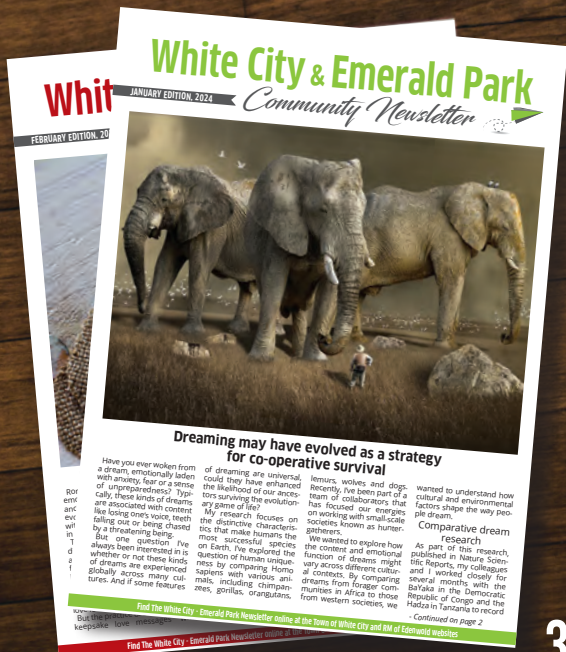 White City & Emerald Park
JANUARY EDITION, 2024
Community Newsletter
Dreaming may have evolved as a strategy
for co-operative survival
Have you ever woken from
a dream, emotionally laden
with anxiety, fear or a sense
of unpreparedness? Typi-
cally, these kinds of dreams
are associated with content
like losing one's voice, teeth
falling out or being chased
by a threatening being.
But one question I've
always been interested in is
whether or not these kinds
of dreams are experienced
globally across many cul-
tures. And if some features
of dreaming are universal,
could they have enhanced
the likelihood of our ances-
tors surviving the evolution-
ary game of life?
My research focuses on
the distinctive characteris-
tics that make humans the
most successful species
on Earth. I've explored the
question of human unique-
ness by comparing Homo
sapiens with various ani-
mals, including chimpan-
zees, gorillas, orangutans,
lemurs, wolves and dogs.
Recently, I've been part of a
team of collaborators that
has focused our energies
on working with small-scale
societies known as hunter-
gatherers.
We wanted to explore how
the content and emotional
function of dreams might
vary across different cultur-
al contexts. By comparing
dreams from forager com-
munities in Africa to those
from western societies, we
wanted to understand how
cultural and environmental
factors shape the way peo-
ple dream.
Comparative dream
research
As part of this research,
published in Nature Scien-
tific Reports, my colleagues
and I worked closely for
several months with the
BaYaka in the Democratic
Republic of Congo and the
Hadza in Tanzania to record
- Continued on page 2
Find The White City - Emerald Park Newsletter online at the Town of White City and RM of Edenwold websites
Whit
FEBRUARY EDITION, 20
But the pra
keepsake love messages
Find The White City - Emerald Park Newsletter online at the
3